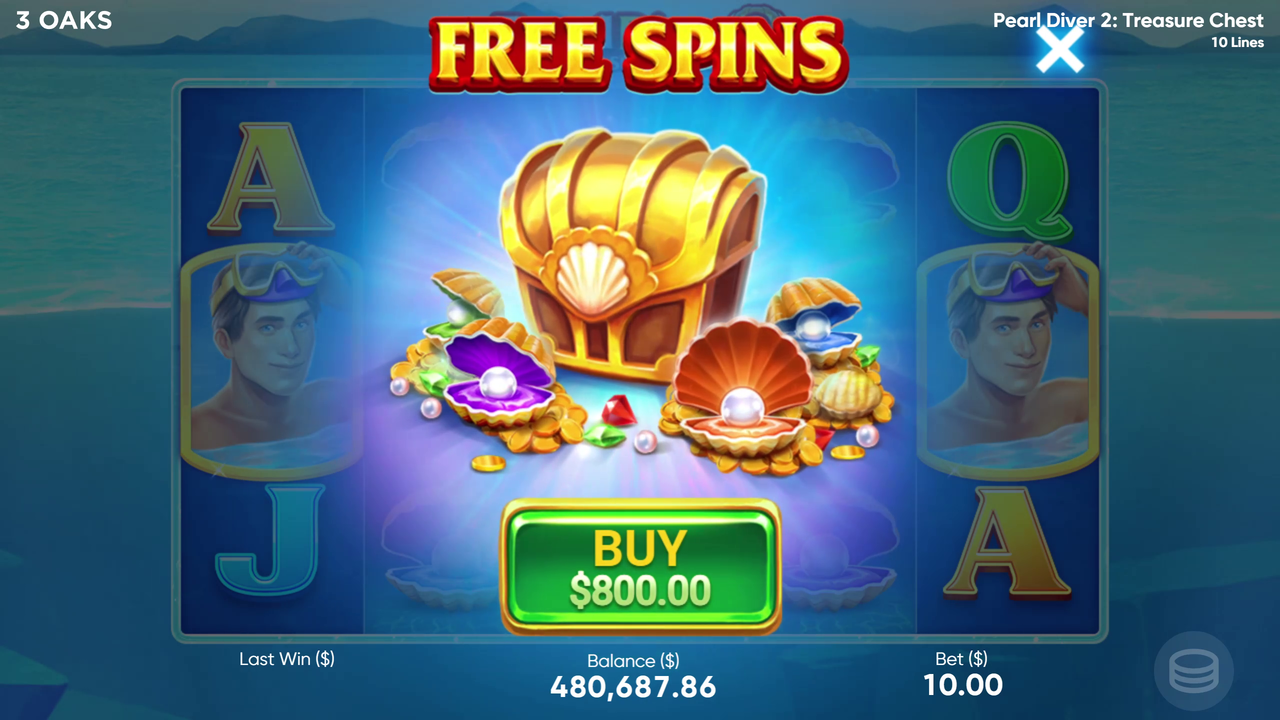 3 OAKS
Pearl Diver 2: Treasure Chest
10 Lines
FREE SPINS
A
Q
J
A
BUY
$800.00
Last Win ($)
Balance ($)
480,687.86
Bet ($)
10.00